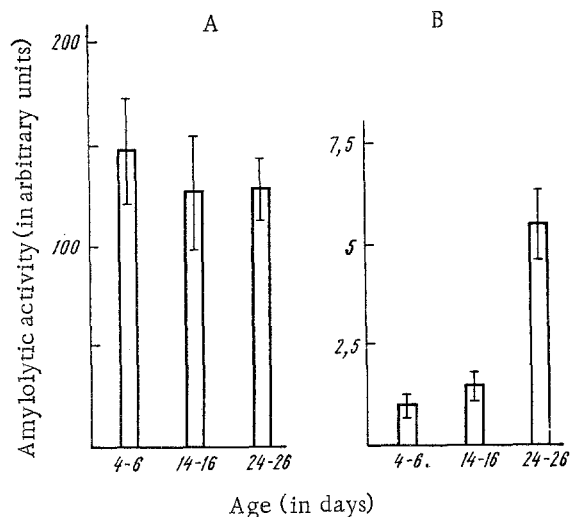 A
B
Amylolytic activity (in arbitrary units)
200
100
7,5
5
2,5
4-6
14-16
24-26
4-6.
14-16
24-26
Age (in days)